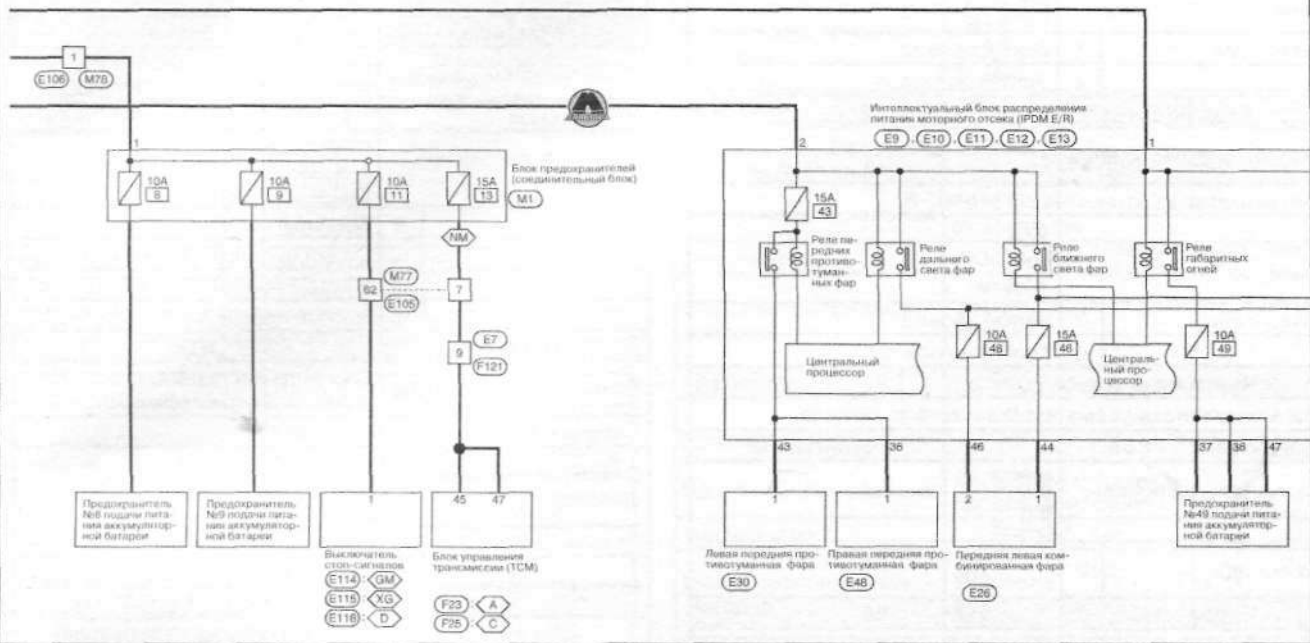 1
E106 M78
Интеллектуальный блок распределения
питания моторного отсека (IPDM E/R)
E9, E10, E11, E12, E13
1
2
1
Блок предохранителей
(соединительный блок)
M1
10A
8
10A
9
10A
11
15A
13
15A
43
NM
Реле пе-
редних
противо-
туман-
ных фар
Реле
дальнего
света фар
Реле
ближнего
света фар
Реле
габаритных
огней
M77
62
7
E105
10A
48
15A
46
10A
49
E7
9
F121
Центральный
процессор
Централь-
ный про-
цессор
43
36
46
44
37
38
47
1
45
47
1
1
2
1
Предохранитель
№8 подачи пита-
ния аккумулятор-
ной батареи
Предохранитель
№9 подачи пита-
ния аккумулятор-
ной батареи
Предохранитель
№49 подачи пита-
ния аккумулятор-
ной батареи
Выключатель
стоп-сигналов
E114: GM
E115: XG
E116: D
Блок управления
трансмиссии (TCM)
F23: A
F25: C
Левая передняя про-
тивотуманная фара
E30
Правая передняя про-
тивотуманная фара
E48
Передняя левая ком-
бинированная фара
E26